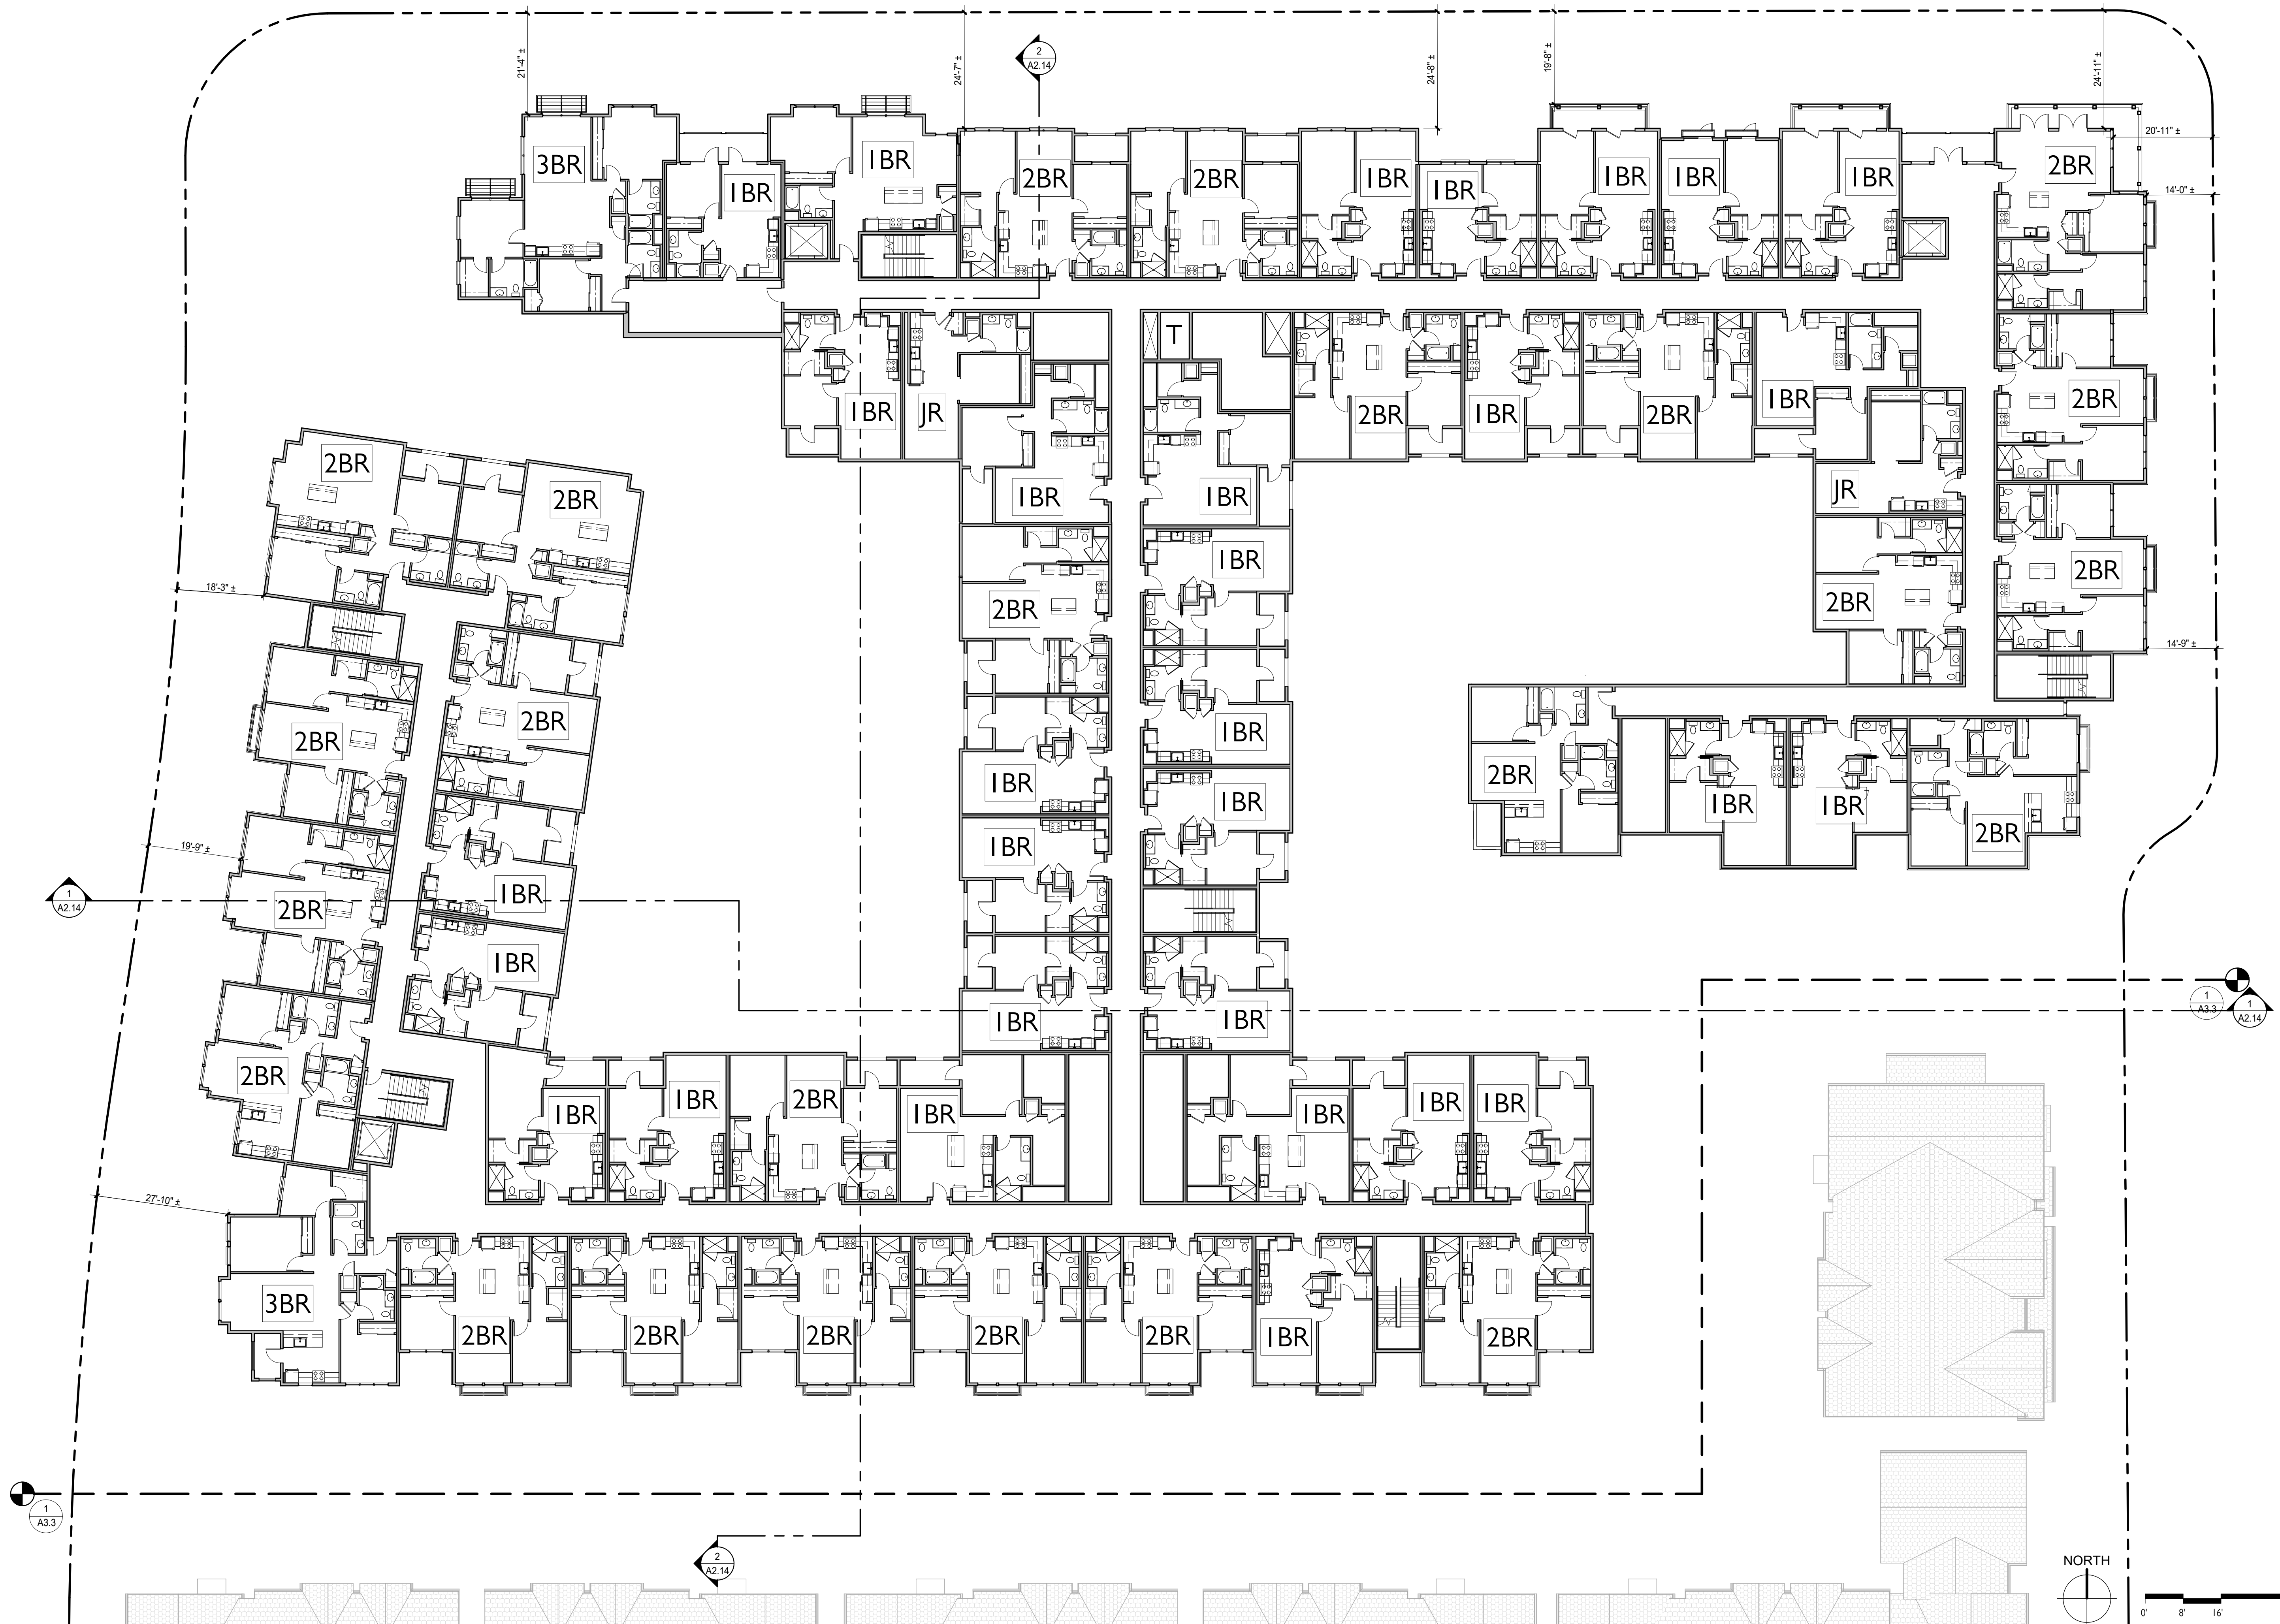 21'-4" ±
24'-7" ±
24'-8" ±
19'-8" ±
24'-11" ±
2
A2.14
20'-11" ±
3BR
1BR
1BR
2BR
2BR
1BR
1BR
1BR
1BR
1BR
2BR
14'-0" ±
T
1BR
JR
2BR
1BR
2BR
1BR
2BR
2BR
2BR
1BR
1BR
JR
1BR
2BR
18'-3" ±
2BR
2BR
14'-9" ±
2BR
2BR
1BR
1BR
2BR
1BR
1BR
2BR
1BR
1BR
19'-9" ±
1BR
2BR
1BR
1
A2.14
2BR
1BR
1BR
1BR
1
A3.3
1
A2.14
2BR
1BR
1BR
2BR
1BR
1BR
1BR
1BR
27'-10" ±
3BR
2BR
2BR
2BR
2BR
2BR
1BR
2BR
1
A3.3
2
A2.14
NORTH
0'
8'
16'